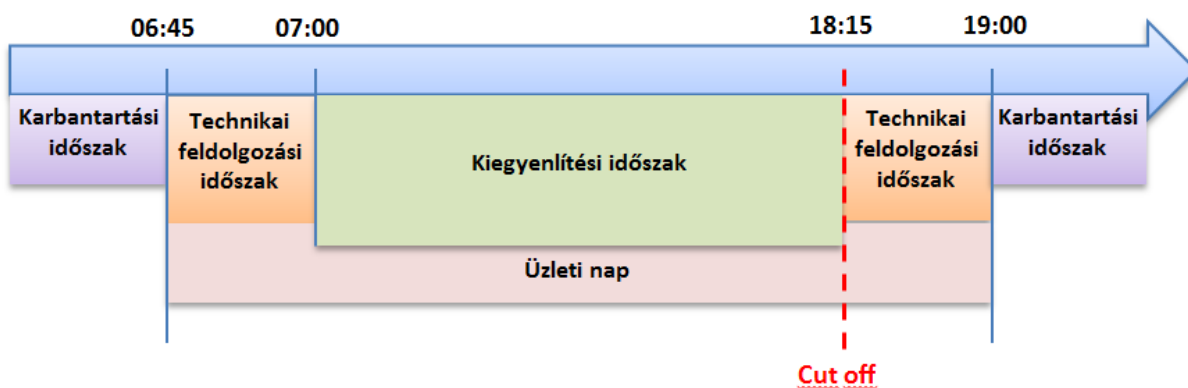 06:45 07:00 18:15 19:00
Karbantartási
időszak
Technikai
feldolgozási
időszak
Kiegyenlítési időszak
Technikai
feldolgozási
időszak
Karbantartási
időszak
Üzleti nap
Cut off